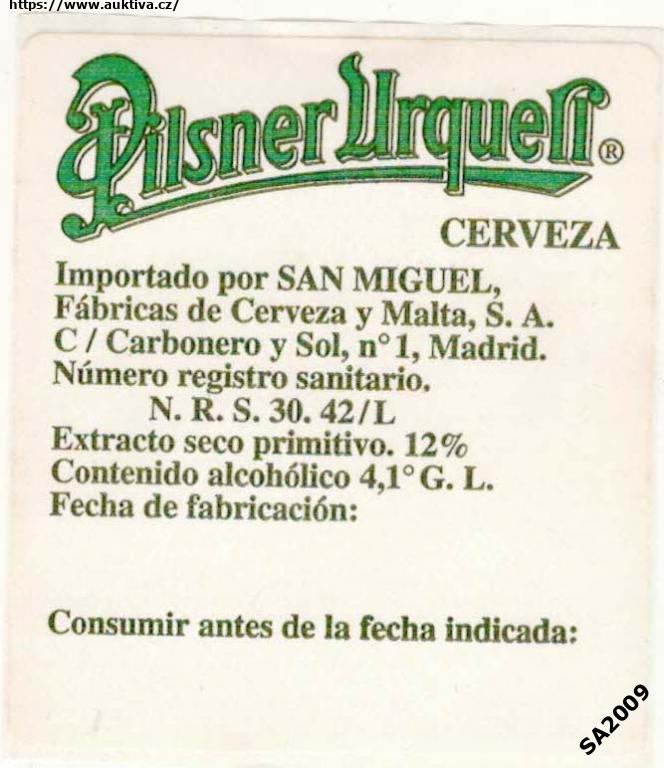 https://www.auktiva.cz/
Pilsner Urquell ®
CERVEZA
Importado por SAN MIGUEL,
Fábricas de Cerveza y Malta, S. A.
C / Carbonero y Sol, n° 1, Madrid.
Número registro sanitario.
N. R. S. 30. 42/L
Extracto seco primitivo. 12%
Contenido alcohólico 4,1° G. L.
Fecha de fabricación:
Consumir antes de la fecha indicada:
SA2009